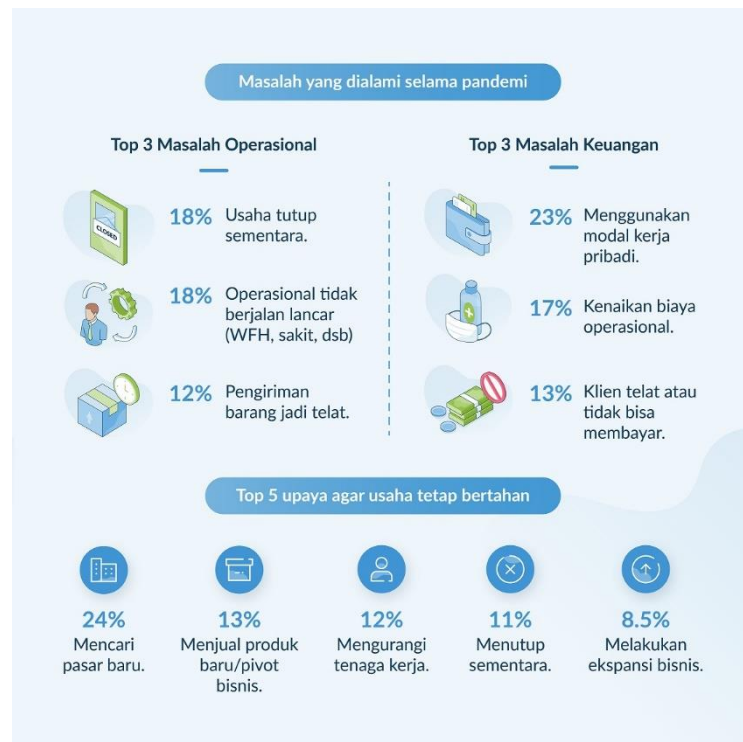 Masalah yang dialami selama pandemi
Top 3 Masalah Operasional
CLOSED
18%
Usaha tutup
sementara.
18%
Operasional tidak
berjalan lancar
(WFH, sakit, dsb)
12%
Pengiriman
barang jadi telat.
Top 3 Masalah Keuangan
23%
Menggunakan
modal kerja
pribadi.
17%
Kenaikan biaya
operasional.
13%
Klien telat atau
tidak bisa
membayar.
Top 5 upaya agar usaha tetap bertahan
24%
Mencari
pasar baru.
13%
Menjual produk
baru/pivot
bisnis.
12%
Mengurangi
tenaga kerja.
11%
Menutup
sementara.
8.5%
Melakukan
ekspansi bisnis.